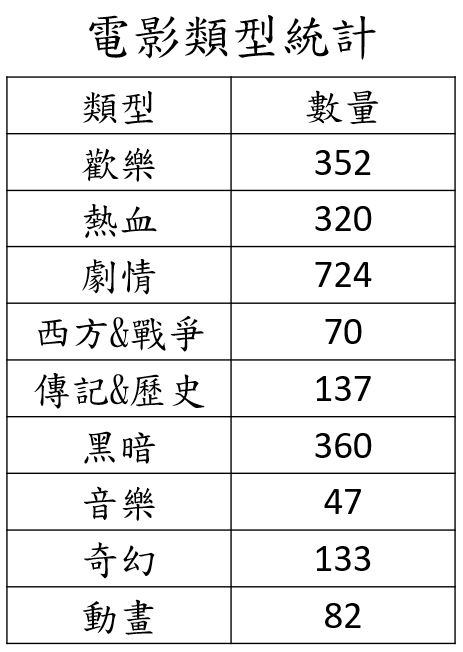 電影類型統計
類型 數量
歡樂 352
熱血 320
劇情 724
西方&戰爭 70
傳記&歷史 137
黑暗 360
音樂 47
奇幻 133
動畫 82